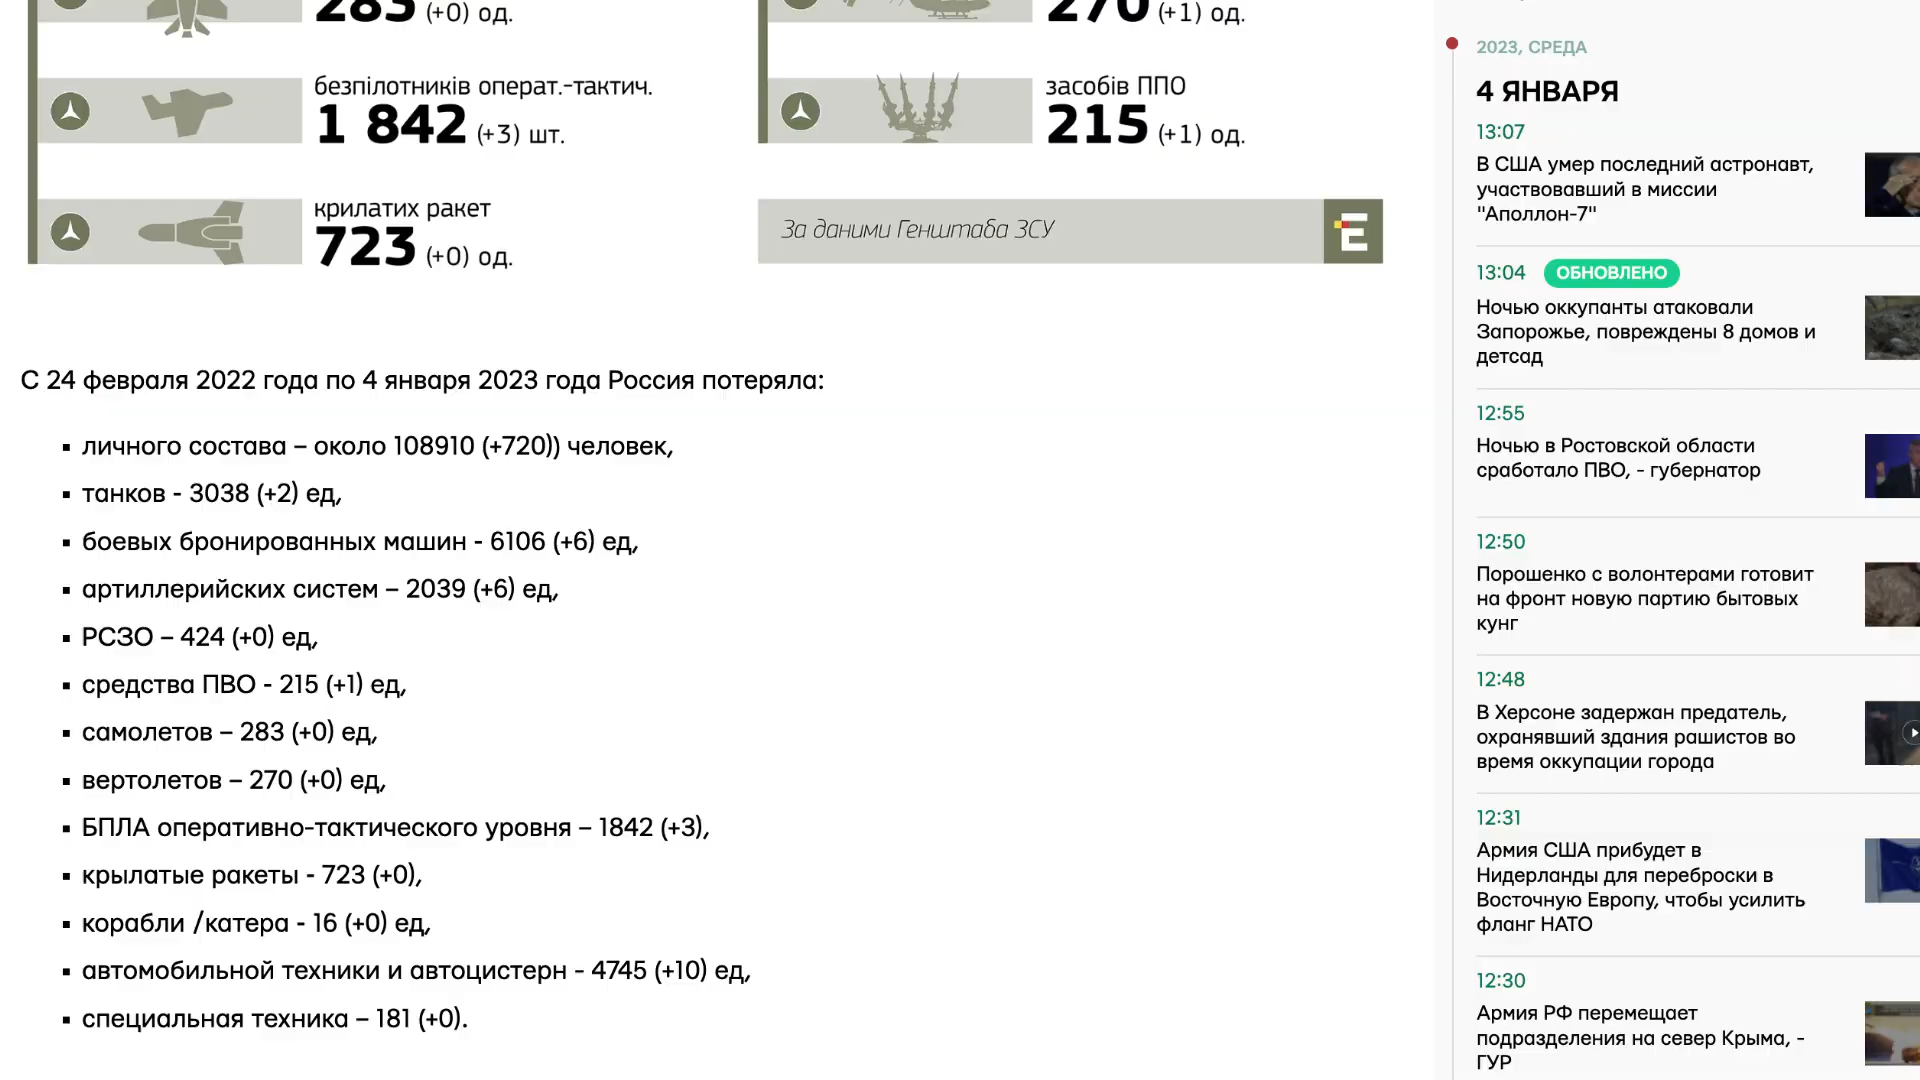 283 (+0) од.
270 (+1) од.
безпілотників операт.-тактич.
1 842 (+3) шт.
засобів ППО
215 (+1) од.
крилатих ракет
723 (+0) од.
За даними Генштаба ЗСУ
Е
С 24 февраля 2022 года по 4 января 2023 года Россия потеряла:
▪ личного состава – около 108910 (+720)) человек,
▪ танков - 3038 (+2) ед,
▪ боевых бронированных машин - 6106 (+6) ед,
▪ артиллерийских систем – 2039 (+6) ед,
▪ РСЗО – 424 (+0) ед,
▪ средства ПВО - 215 (+1) ед,
▪ самолетов – 283 (+0) ед,
▪ вертолетов – 270 (+0) ед,
▪ БПЛА оперативно-тактического уровня – 1842 (+3),
▪ крылатые ракеты - 723 (+0),
▪ корабли /катера - 16 (+0) ед,
▪ автомобильной техники и автоцистерн - 4745 (+10) ед,
▪ специальная техника – 181 (+0).
2023, СРЕДА
4 ЯНВАРЯ
13:07
В США умер последний астронавт,
участвовавший в миссии
"Аполлон-7"
13:04 ОБНОВЛЕНО
Ночью оккупанты атаковали
Запорожье, повреждены 8 домов и
детсад
12:55
Ночью в Ростовской области
сработало ПВО, - губернатор
12:50
Порошенко с волонтерами готовит
на фронт новую партию бытовых
кунг
12:48
В Херсоне задержан предатель,
охранявший здания рашистов во
время оккупации города
12:31
Армия США прибудет в
Нидерланды для переброски в
Восточную Европу, чтобы усилить
фланг НАТО
12:30
Армия РФ перемещает
подразделения на север Крыма, -
ГУР